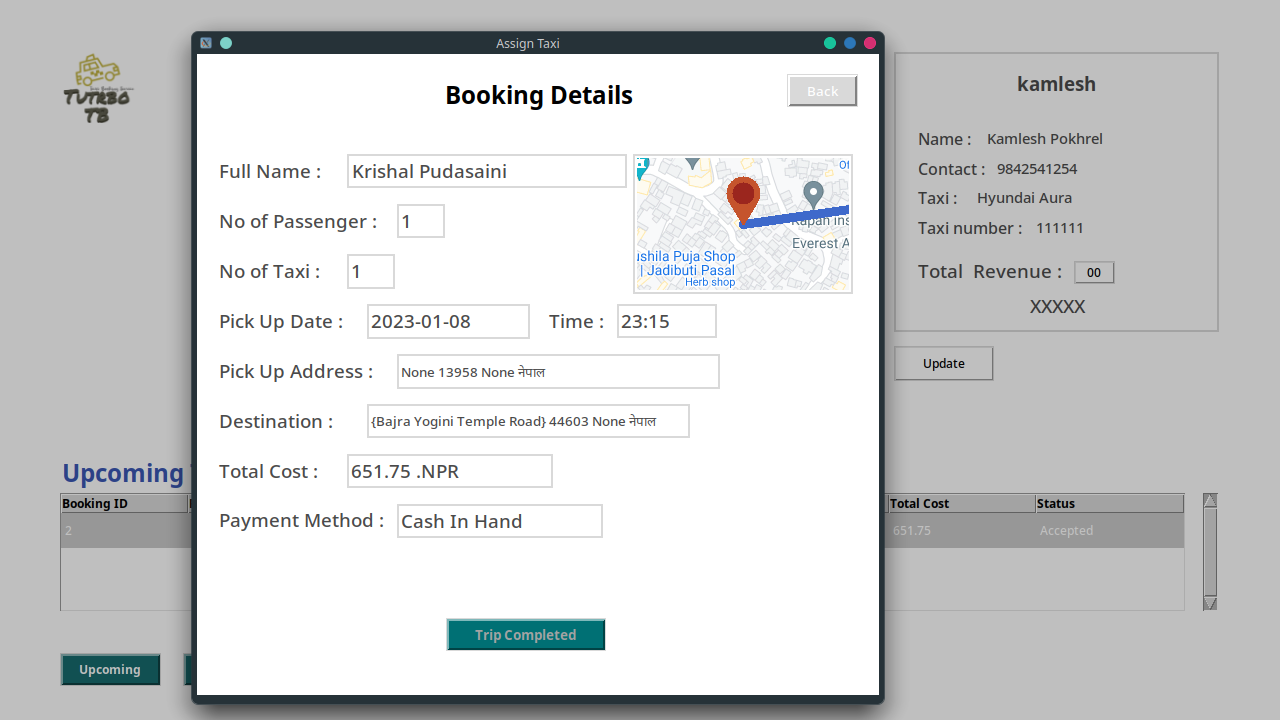 Assign Taxi
TUTRBO
TB
Booking Details
Back
Full Name : Krishal Pudasaini
No of Passenger : 1
No of Taxi : 1
Everest A
ushila Puja Shop
| Jadibuti Pasal
Herb shop
Pick Up Date : 2023-01-08 Time : 23:15
Pick Up Address : None 13958 None नेपाल
Destination : {Bajra Yogini Temple Road} 44603 None नेपाल
Total Cost : 651.75 .NPR
Payment Method : Cash In Hand
Trip Completed
kamlesh
Name : Kamlesh Pokhrel
Contact : 9842541254
Taxi : Hyundai Aura
Taxi number : 111111
Total Revenue : 00
XXXXX
Update
Upcoming
Booking ID Total Cost Status
2 651.75 Accepted
Upcoming